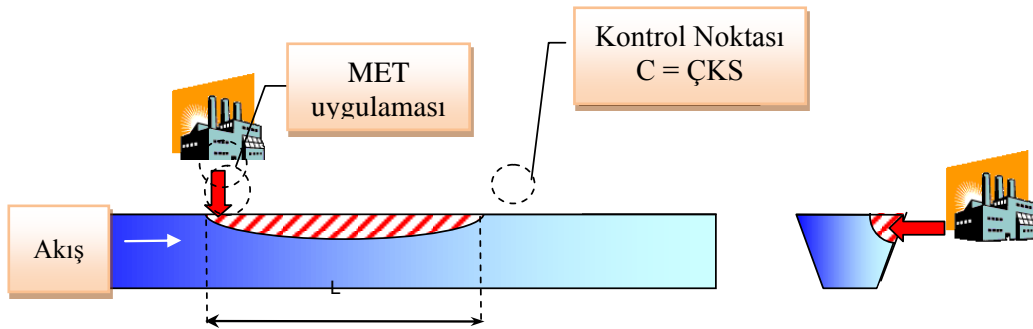 MET
uygulaması
Kontrol Noktası
C = ÇKS
Akış
L